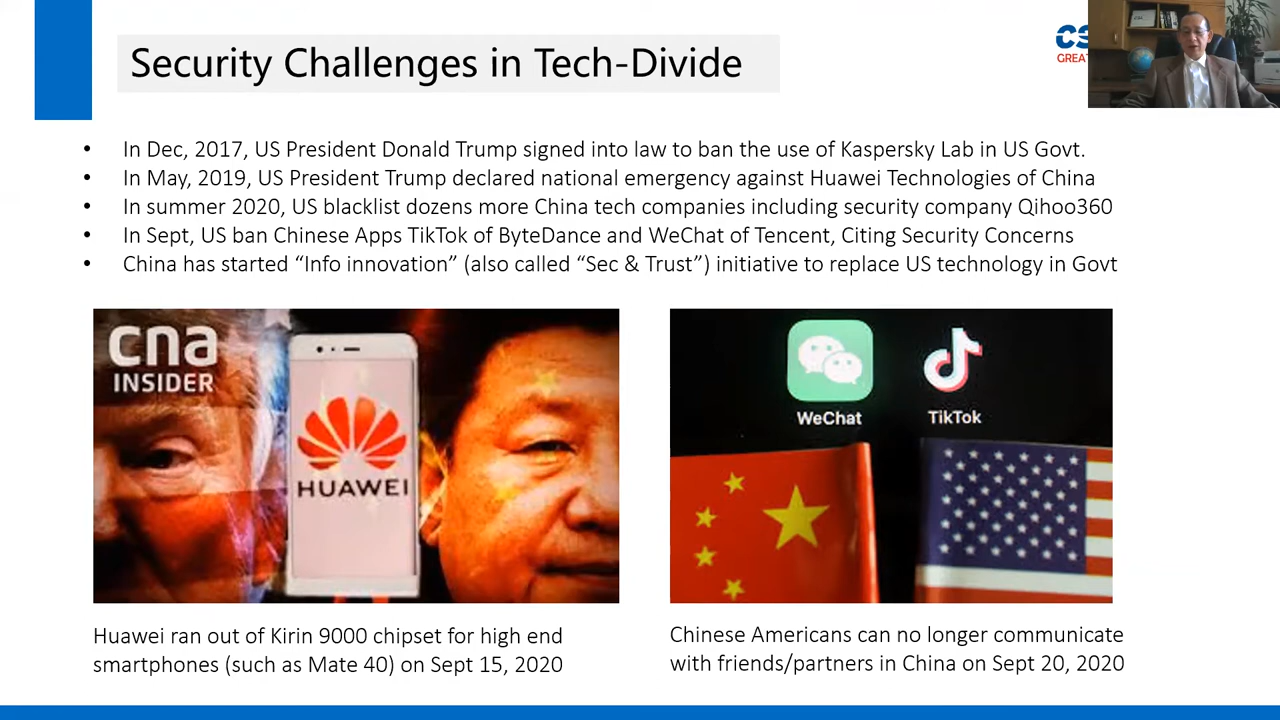 Security Challenges in Tech-Divide
• In Dec, 2017, US President Donald Trump signed into law to ban the use of Kaspersky Lab in US Govt.
• In May, 2019, US President Trump declared national emergency against Huawei Technologies of China
• In summer 2020, US blacklist dozens more China tech companies including security company Qihoo360
• In Sept, US ban Chinese Apps TikTok of ByteDance and WeChat of Tencent, Citing Security Concerns
• China has started “Info innovation” (also called “Sec & Trust”) initiative to replace US technology in Govt
cna
INSIDER
HUAWEI
WeChat
TikTok
Huawei ran out of Kirin 9000 chipset for high end
smartphones (such as Mate 40) on Sept 15, 2020
Chinese Americans can no longer communicate
with friends/partners in China on Sept 20, 2020